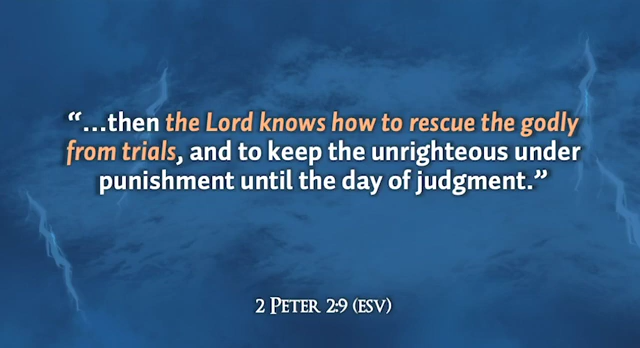 “...then the Lord knows how to rescue the godly
from trials, and to keep the unrighteous under
punishment until the day of judgment.”
2 Peter 2:9 (ESV)